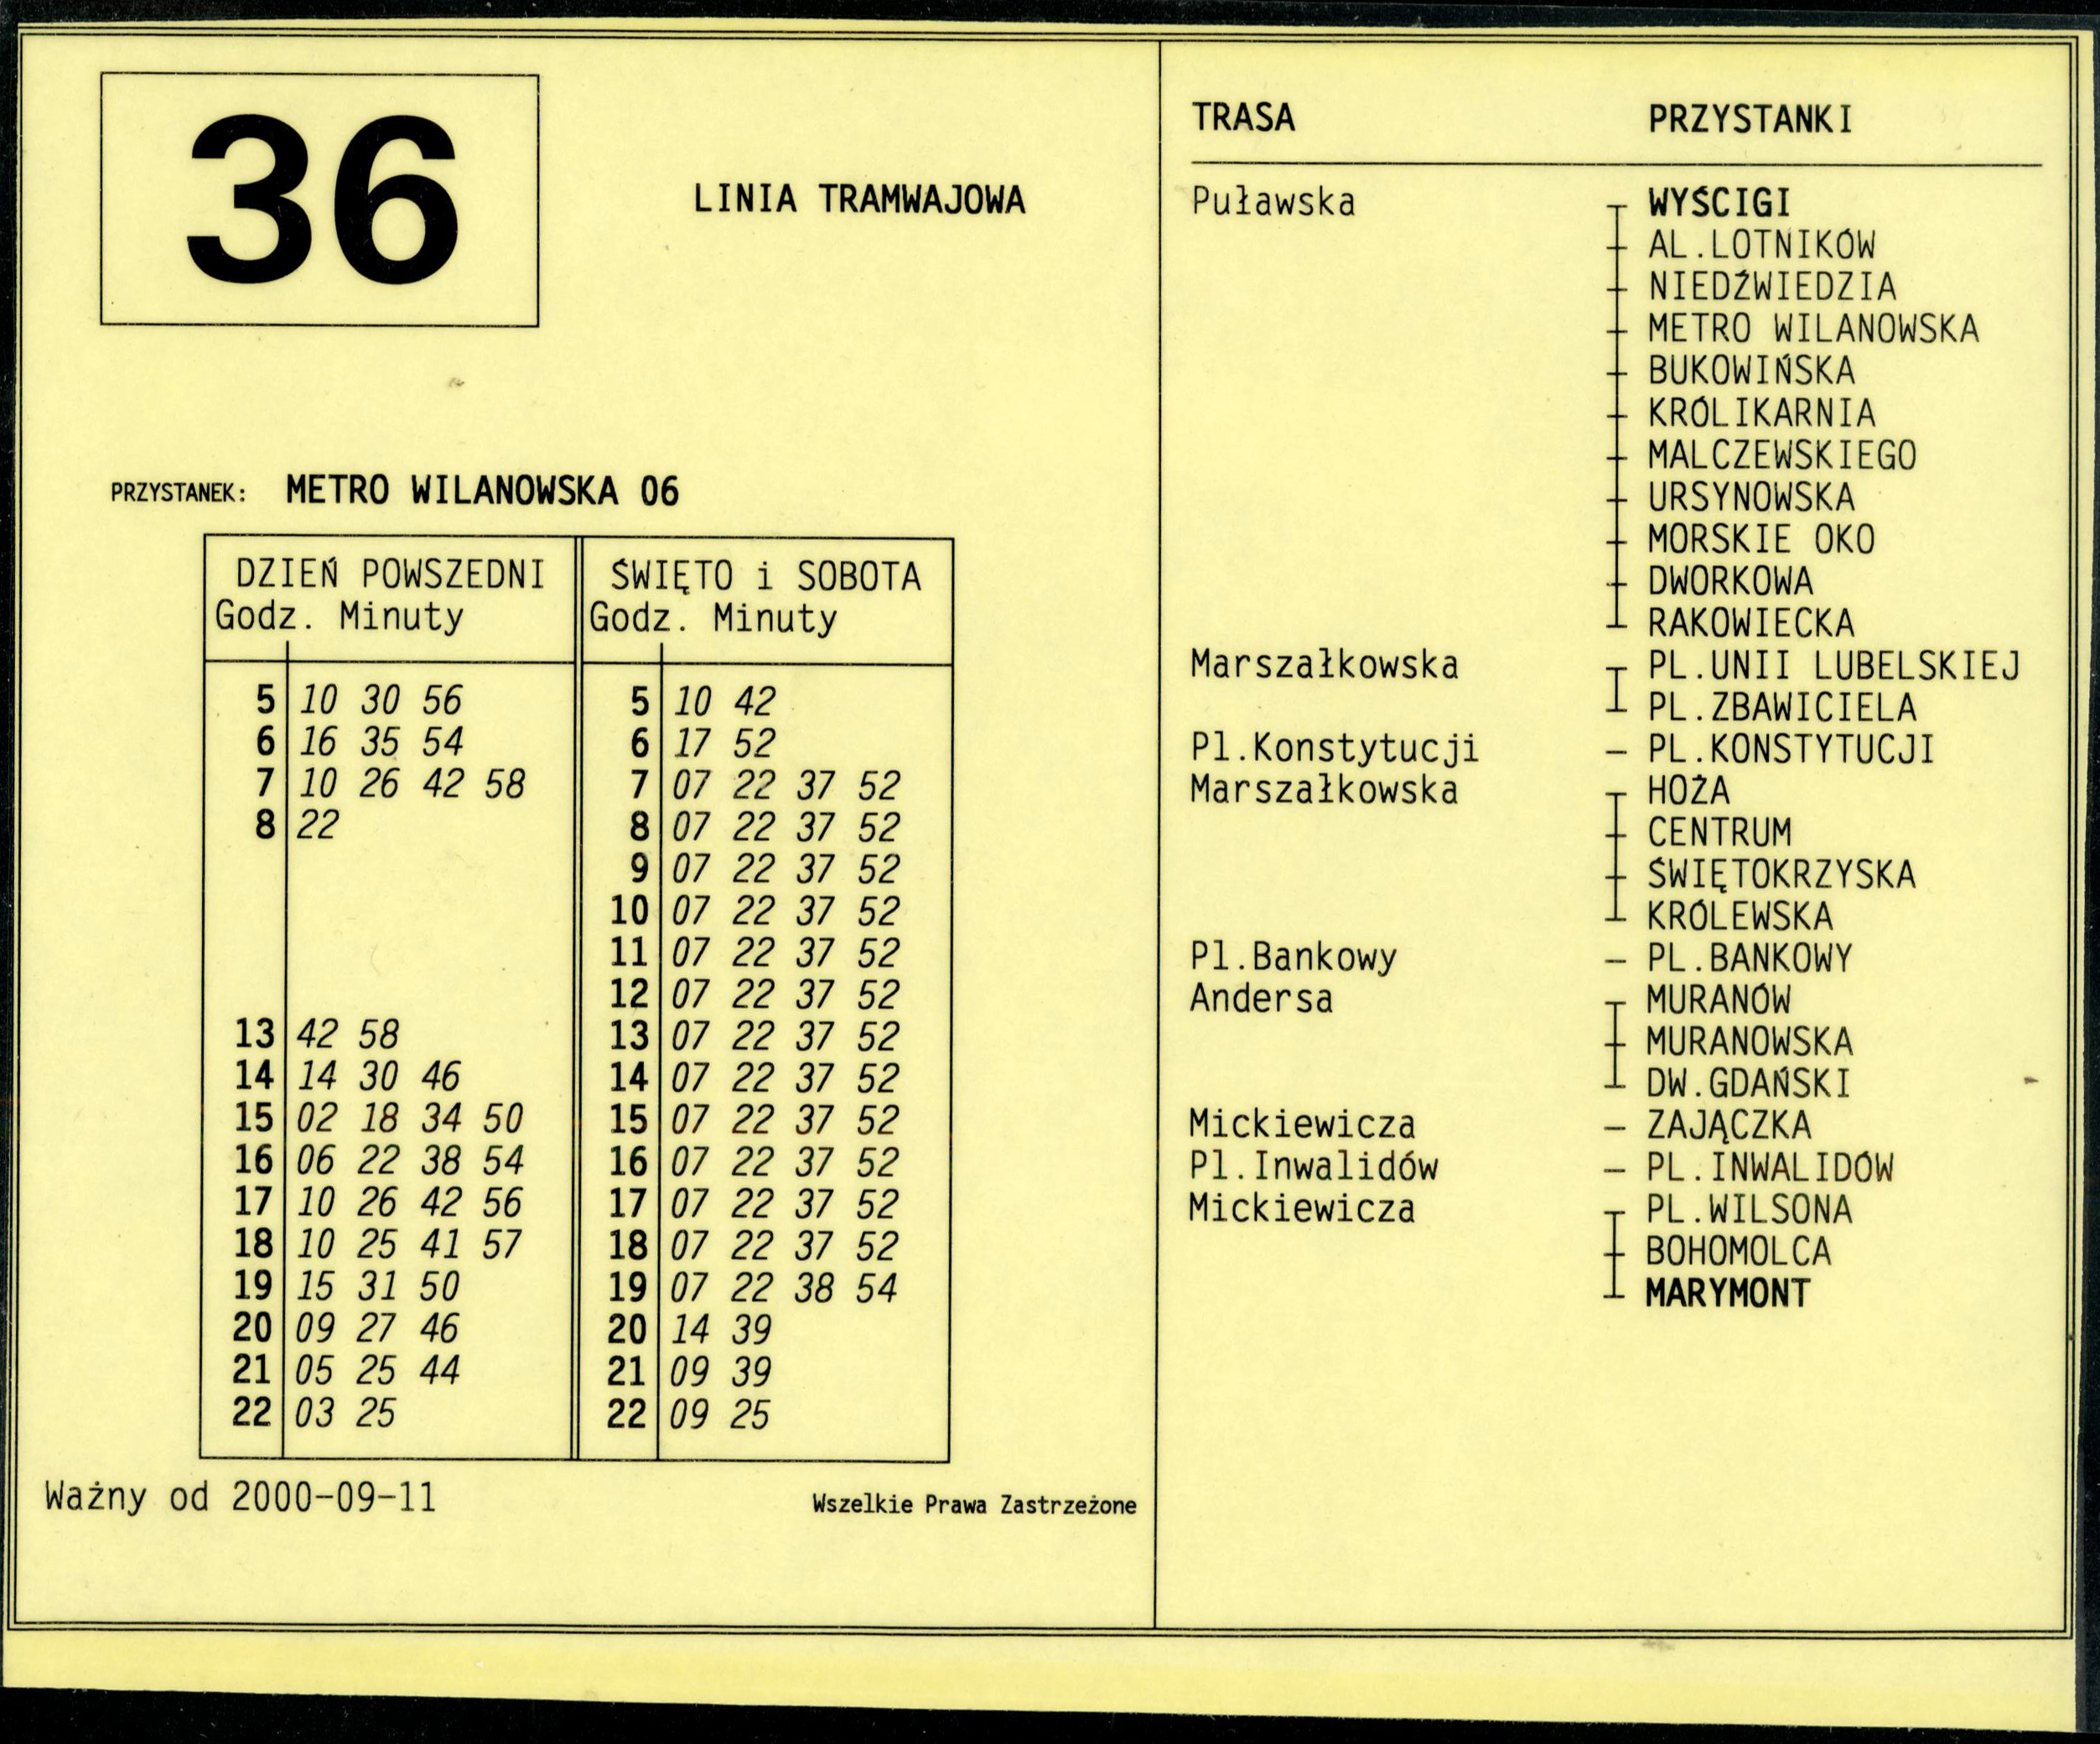 36
LINIA TRAMWAJOWA
PRZYSTANEK: METRO WILANOWSKA 06
DZIEŃ POWSZEDNI
Godz. Minuty
5 10 30 56
6 16 35 54
7 10 26 42 58
8 22
13 42 58
14 14 30 46
15 02 18 34 50
16 06 22 38 54
17 10 26 42 56
18 10 25 41 57
19 15 31 50
20 09 27 46
21 05 25 44
22 03 25
ŚWIĘTO i SOBOTA
Godz. Minuty
5 10 42
6 17 52
7 07 22 37 52
8 07 22 37 52
9 07 22 37 52
10 07 22 37 52
11 07 22 37 52
12 07 22 37 52
13 07 22 37 52
14 07 22 37 52
15 07 22 37 52
16 07 22 37 52
17 07 22 37 52
18 07 22 37 52
19 07 22 38 54
20 14 39
21 09 39
22 09 25
Ważny od 2000-09-11
Wszelkie Prawa Zastrzeżone
TRASA PRZYSTANKI
Puławska WYŚCIGI
AL.LOTNIKÓW
NIEDŹWIEDZIA
METRO WILANOWSKA
BUKOWIŃSKA
KRÓLIKARNIA
MALCZEWSKIEGO
URSYNOWSKA
MORSKIE OKO
DWORKOWA
RAKOWIECKA
Marszałkowska PL.UNII LUBELSKIEJ
PL.ZBAWICIELA
Pl.Konstytucji PL.KONSTYTUCJI
Marszałkowska HOŻA
CENTRUM
ŚWIĘTOKRZYSKA
KRÓLEWSKA
Pl.Bankowy PL.BANKOWY
Andersa MURANÓW
MURANOWSKA
DW.GDAŃSKI
Mickiewicza ZAJĄCZKA
Pl.Inwalidów PL.INWALIDÓW
Mickiewicza PL.WILSONA
BOHOMOLCA
MARYMONT